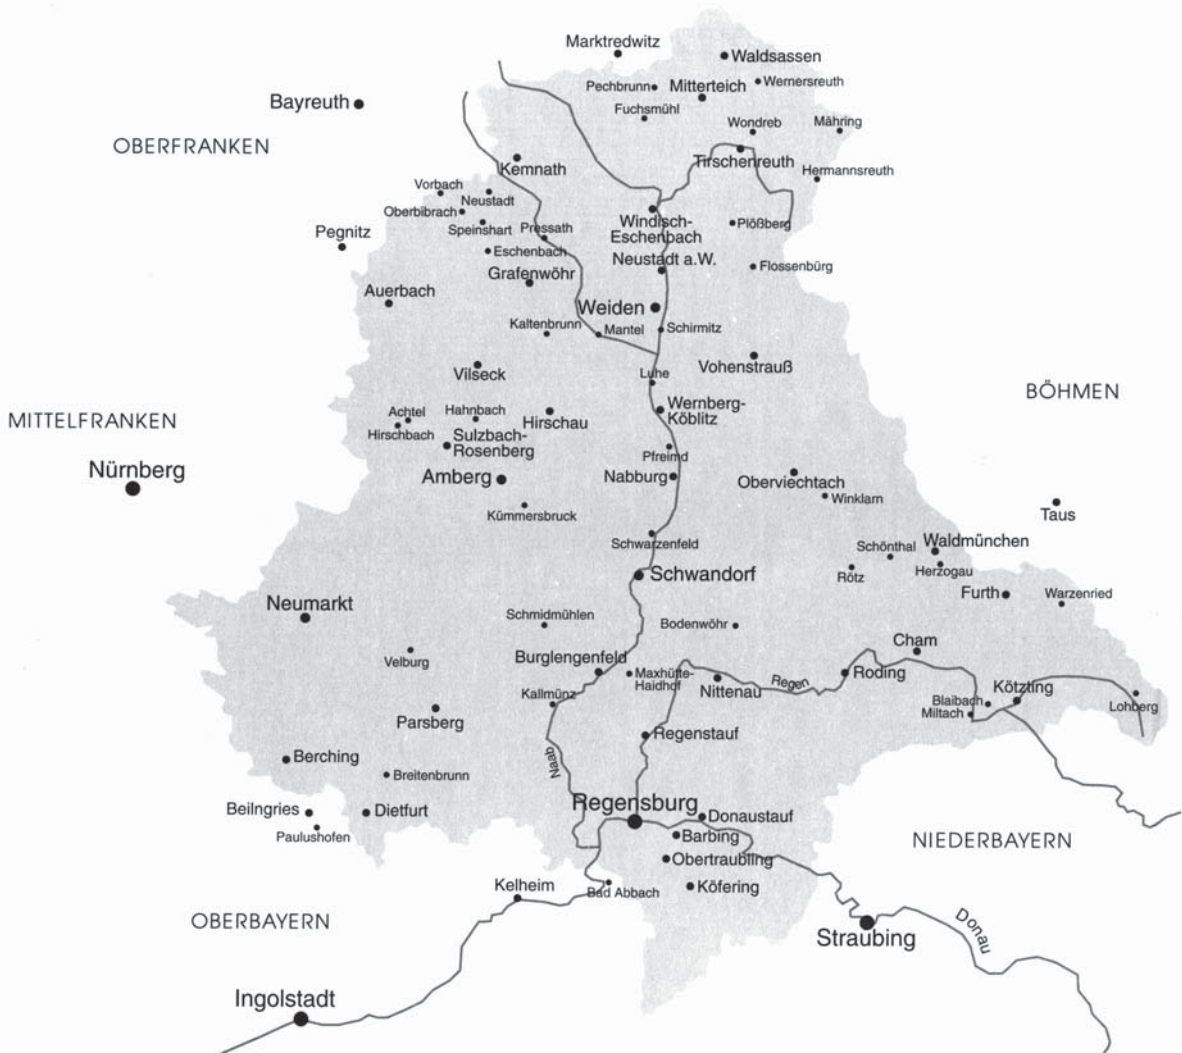 Marktredwitz
Waldsassen
Pechbrunn
Mitterteich
Wernersreuth
Bayreuth
Fuchsmühl
Wondreb
Mähring
OBERFRANKEN
Tirschenreuth
Kemnath
Hermannsreuth
Vorbach
Neustadt
Oberbibrach
Windisch-
Eschenbach
Plößberg
Speinshart
Pressath
Pegnitz
Eschenbach
Neustadt a.W.
Flossenbürg
Grafenwöhr
Auerbach
Weiden
Kaltenbrunn
Mantel
Schirmitz
Vohenstrauß
Vilseck
Luhe
BÖHMEN
Wernberg-
Köblitz
Achtel
Hahnbach
Hirschau
MITTELFRANKEN
Hirschbach
Sulzbach-
Rosenberg
Pfreimd
Nürnberg
Amberg
Nabburg
Oberviechtach
Winklarn
Kümmersbruck
Taus
Schwarzenfeld
Waldmünchen
Schönthal
Herzogau
Rötz
Schwandorf
Furth
Warzenried
Neumarkt
Schmidmühlen
Bodenwöhr
Cham
Velburg
Burglengenfeld
Maxhütte-
Haidhof
Nittenau
Regen
Roding
Kötzting
Kallmünz
Blaibach
Miltach
Lohberg
Parsberg
Regenstauf
Berching
Naab
Breitenbrunn
Regensburg
Beilngries
Dietfurt
Donaustauf
Paulushofen
Barbing
NIEDERBAYERN
Obertraubling
Kelheim
Bad Abbach
Köfering
OBERBAYERN
Donau
Straubing
Ingolstadt